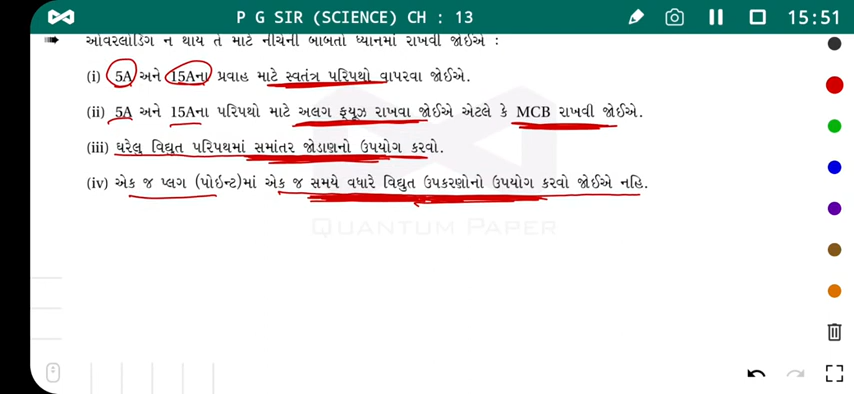 P G SIR (SCIENCE) CH : 13
15:51
ઓવરલોડિંગ ન થાય તે માટે નીચેની બાબતો ધ્યાનમાં રાખવી જોઈએ :
(i) 5A અને 15Aના પ્રવાહ માટે સ્વતંત્ર પરિપથો વાપરવા જોઈએ.
(ii) 5A અને 15Aના પરિપથો માટે અલગ ફ્યૂઝ રાખવા જોઈએ એટલે કે MCB રાખવી જોઈએ.
(iii) ઘરેલુ વિદ્યુત પરિપથમાં સમાંતર જોડાણનો ઉપયોગ કરવો.
(iv) એક જ પ્લગ (પોઇન્ટ)માં એક જ સમયે વધારે વિદ્યુત ઉપકરણોનો ઉપયોગ કરવો જોઈએ નહિ.
QUANTUM PAPER